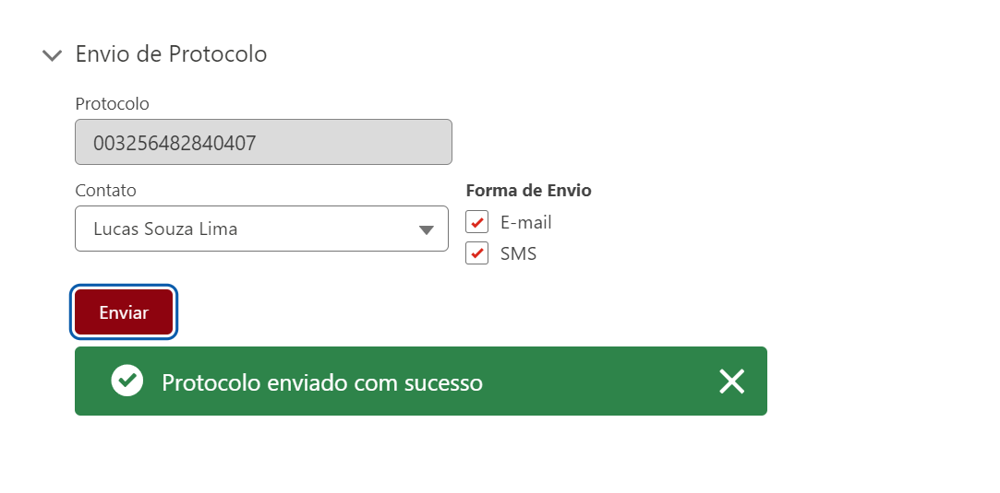 Envio de Protocolo
Protocolo
003256482840407
Contato
Forma de Envio
Lucas Souza Lima
E-mail
SMS
Enviar
Protocolo enviado com sucesso